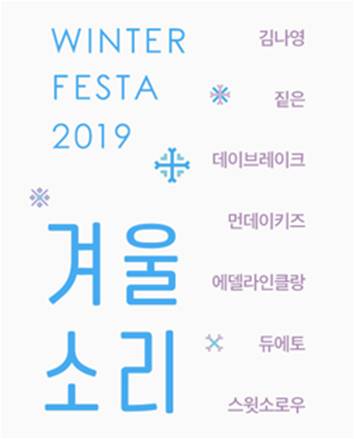 WINTER
FESTA
2019
겨울
소리
김나영
짙은
데이브레이크
먼데이키즈
에델라인클랑
듀에토
스윗소로우